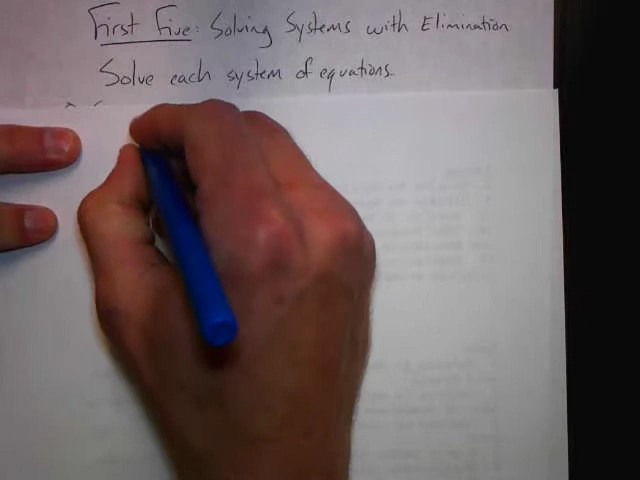 First Five: Solving Systems with Elimination
Solve each system of equations.